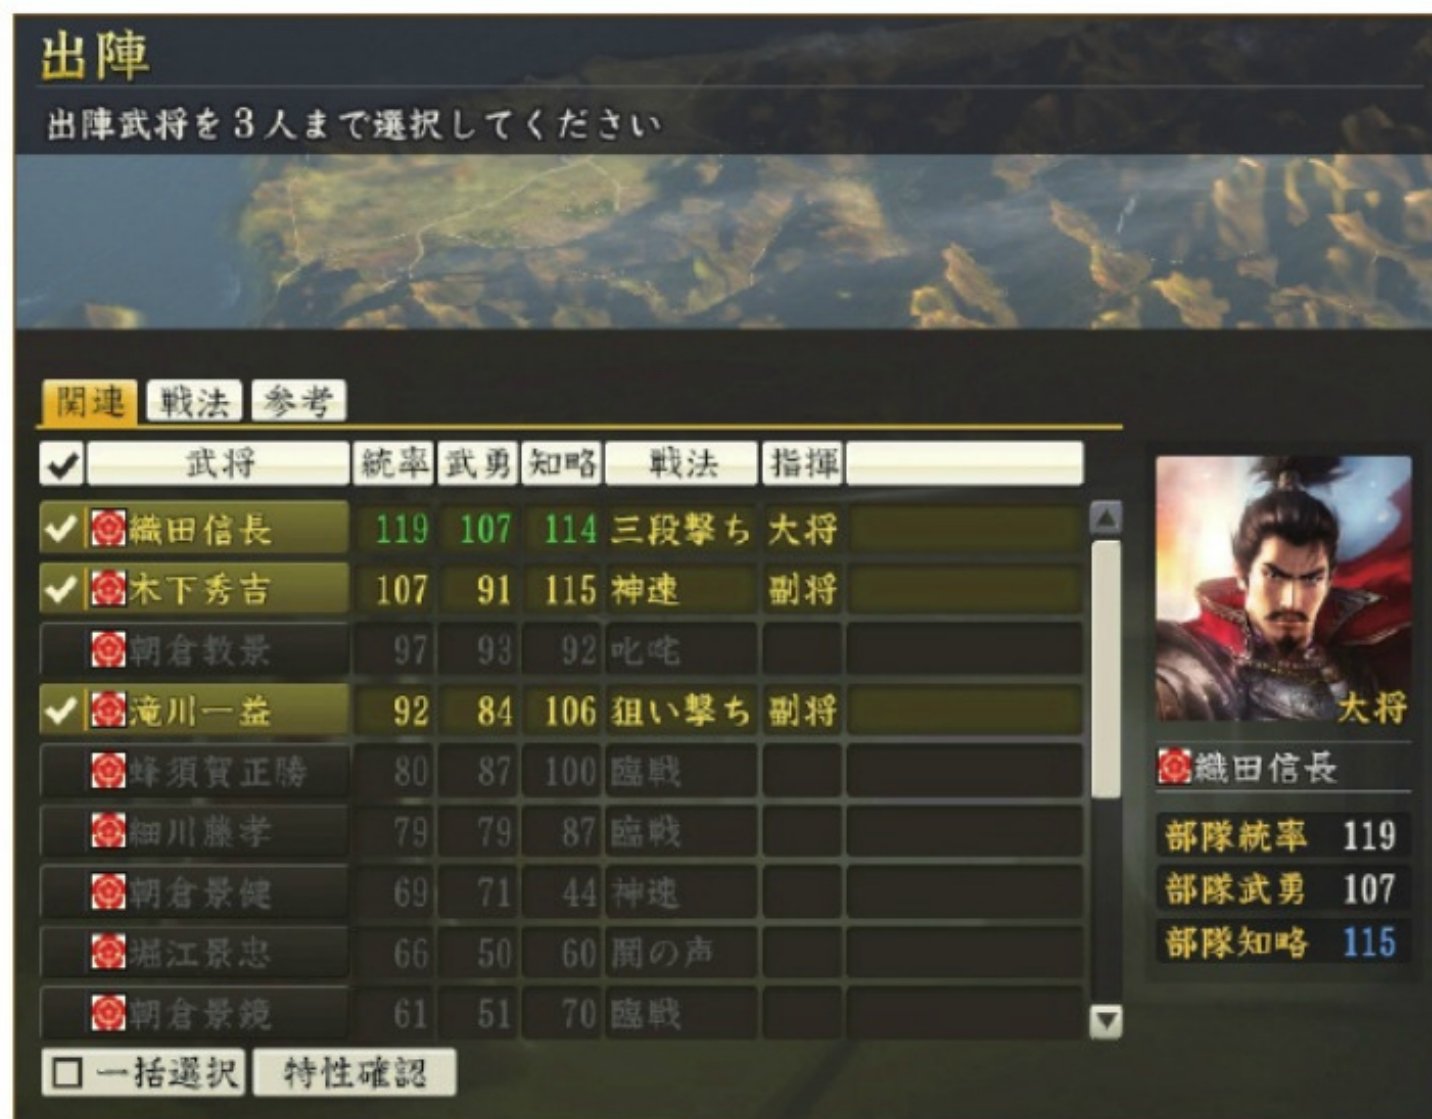 出陣
出陣武将を3人まで選択してください
関連 戦法 参考
武将 統率 武勇 知略 戦法 指揮
織田信長 119 107 114 三段撃ち 大将
木下秀吉 107 91 115 神速 副将
朝倉教景 97 93 92 叱咤
滝川一益 92 84 106 狙い撃ち 副将
蜂須賀正勝 80 87 100 臨戦
細川藤孝 79 79 87 臨戦
朝倉景健 69 71 44 神速
堀江景忠 66 50 60 鬨の声
朝倉景鏡 61 51 70 臨戦
一括選択 特性確認
大将
織田信長
部隊統率 119
部隊武勇 107
部隊知略 115